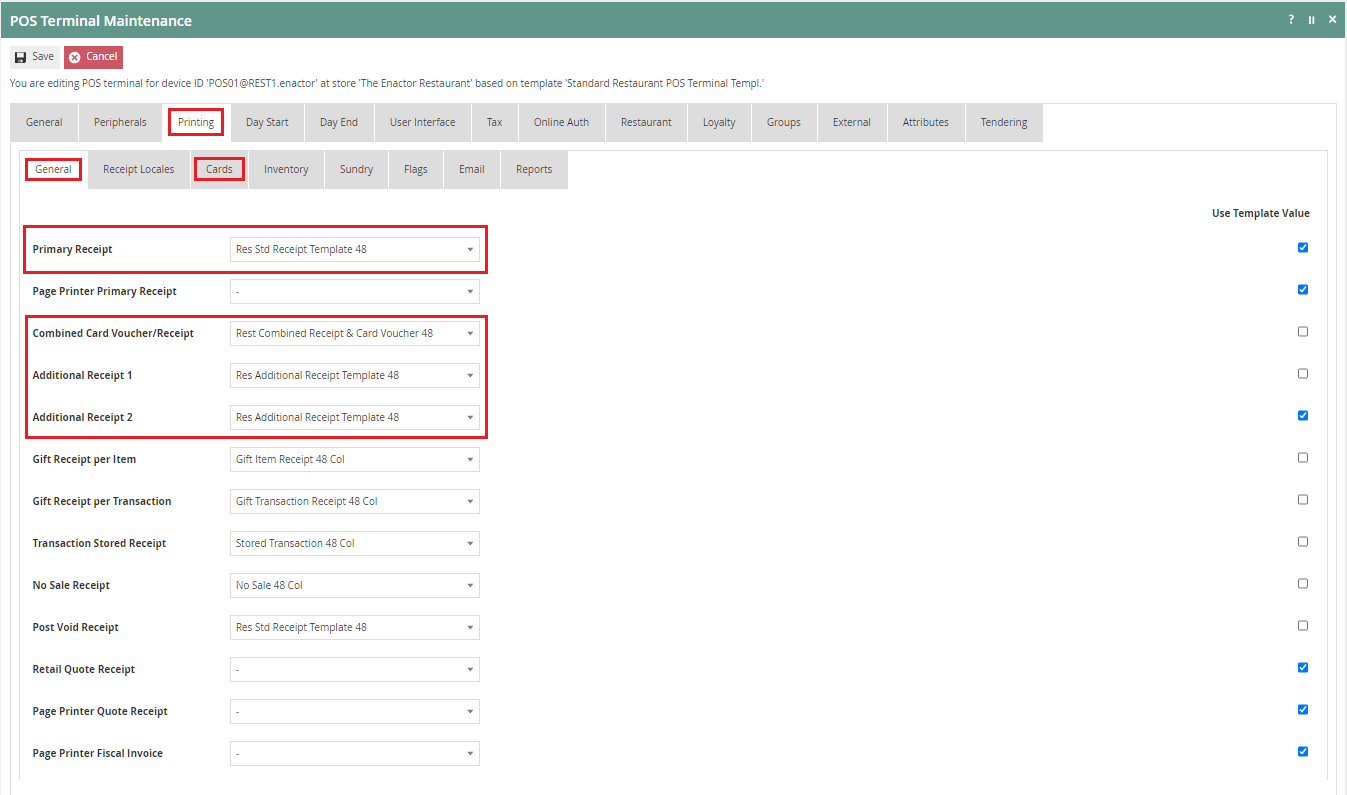 POS Terminal Maintenance ?
Save Cancel
You are editing POS terminal for device ID 'POS01@REST1.enactor' at store 'The Enactor Restaurant' based on template 'Standard Restaurant POS Terminal Templ.'
General Peripherals Printing Day Start Day End User Interface Tax Online Auth Restaurant Loyalty Groups External Attributes Tendering
General Receipt Locales Cards Inventory Sundry Flags Email Reports
Use Template Value
Primary Receipt Res Std Receipt Template 48
Page Printer Primary Receipt -
Combined Card Voucher/Receipt Rest Combined Receipt & Card Voucher 48
Additional Receipt 1 Res Additional Receipt Template 48
Additional Receipt 2 Res Additional Receipt Template 48
Gift Receipt per Item Gift Item Receipt 48 Col
Gift Receipt per Transaction Gift Transaction Receipt 48 Col
Transaction Stored Receipt Stored Transaction 48 Col
No Sale Receipt No Sale 48 Col
Post Void Receipt Res Std Receipt Template 48
Retail Quote Receipt -
Page Printer Quote Receipt -
Page Printer Fiscal Invoice -